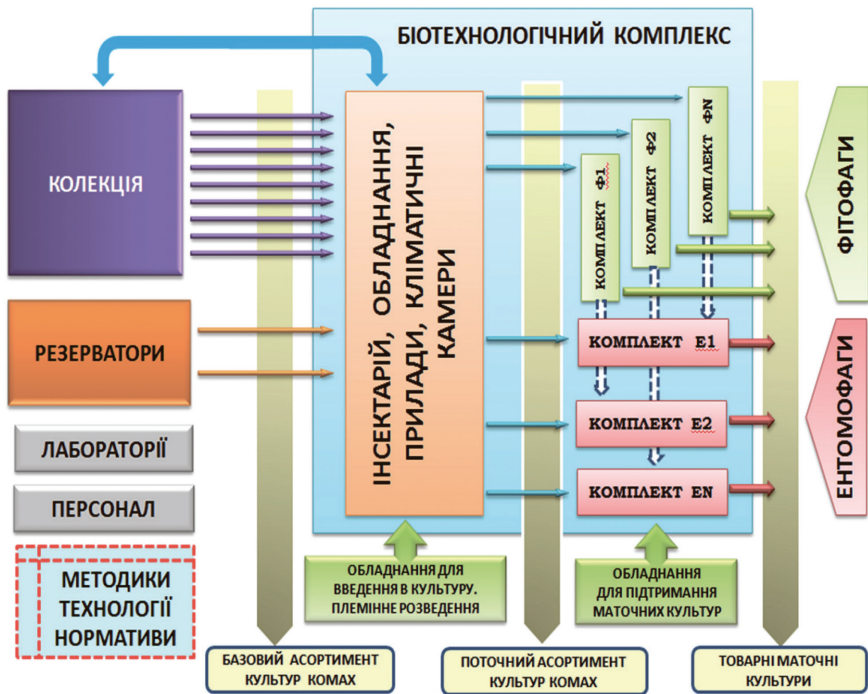 БІОТЕХНОЛОГІЧНИЙ КОМПЛЕКС
КОЛЕКЦІЯ
РЕЗЕРВАТОРИ
ЛАБОРАТОРІЇ
ПЕРСОНАЛ
МЕТОДИКИ
ТЕХНОЛОГІЇ
НОРМАТИВИ
ІНСЕКТАРІЙ, ОБЛАДНАННЯ,
ПРИЛАДИ, КЛІМАТИЧНІ
КАМЕРИ
КОМПЛЕКТ Ф1
КОМПЛЕКТ Ф2
КОМПЛЕКТ ФN
КОМПЛЕКТ Е1
КОМПЛЕКТ Е2
КОМПЛЕКТ ЕN
ФІТОФАГИ
ЕНТОМОФАГИ
ОБЛАДНАННЯ ДЛЯ
ВВЕДЕННЯ В КУЛЬТУРУ.
ПЛЕМІННЕ РОЗВЕДЕННЯ
ОБЛАДНАННЯ
ДЛЯ ПІДТРИМАННЯ
МАТОЧНИХ КУЛЬТУР
БАЗОВИЙ АСОРТИМЕНТ
КУЛЬТУР КОМАХ
ПОТОЧНИЙ АСОРТИМЕНТ
КУЛЬТУР КОМАХ
ТОВАРНІ МАТОЧНІ
КУЛЬТУРИ